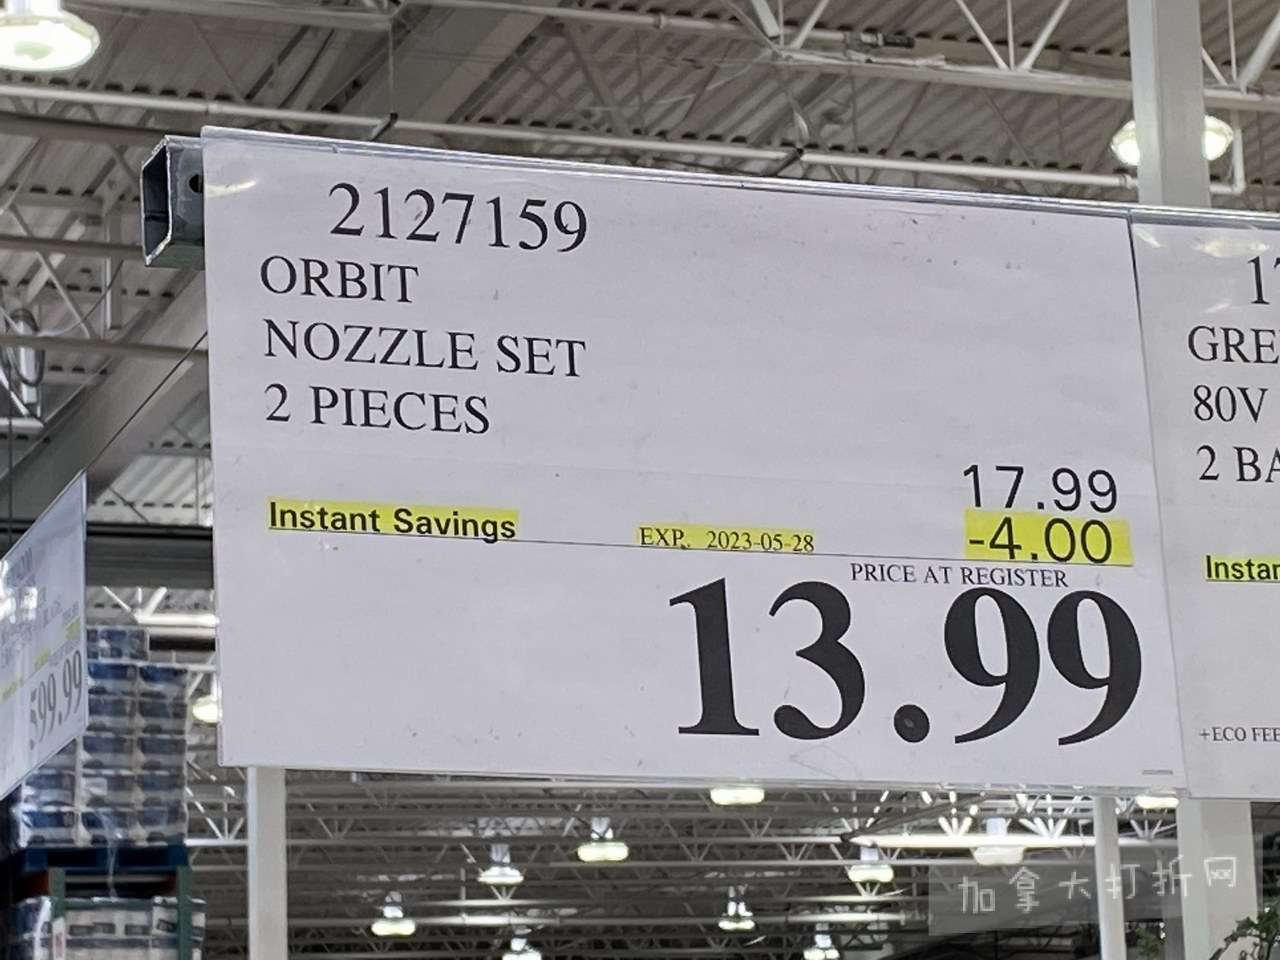 2127159
ORBIT
NOZZLE SET
2 PIECES
17.99
Instant Savings EXP. 2023-05-28 -4.00
PRICE AT REGISTER
13.99
GRE
80V
2 BA
Instan
+ECO FEE
599.99
加拿大打折网